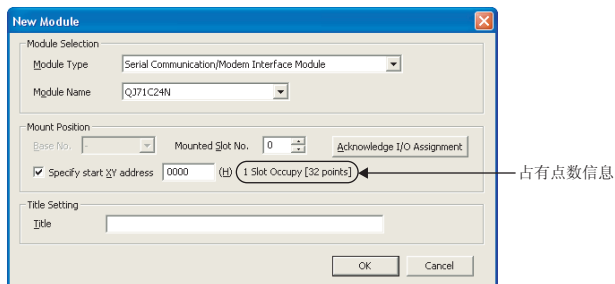 New Module
Module Selection
Module Type Serial Communication/Modem Interface Module
Module Name QJ71C24N
Mount Position
Base No. - Mounted Slot No. 0 Acknowledge I/O Assignment
Specify start XY address 0000 (H) 1 Slot Occupy [32 points] 占有点数信息
Title Setting
Title
OK Cancel